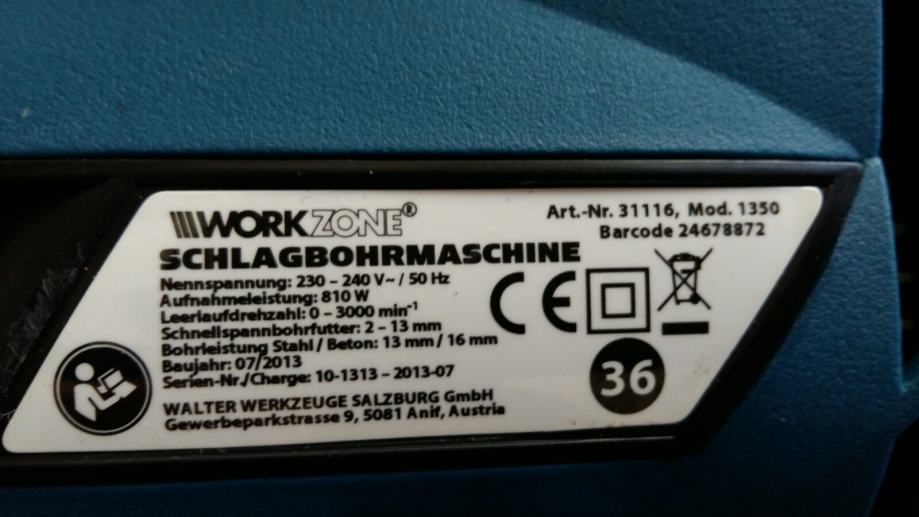 WORKZONE®
Art.-Nr. 31116, Mod. 1350
Barcode 24678872
SCHLAGBOHRMASCHINE
Nennspannung: 230 – 240 V~ / 50 Hz
Aufnahmeleistung: 810 W
Leerlaufdrehzahl: 0 – 3000 min⁻¹
Schnellspannbohrfutter: 2 – 13 mm
Bohrleistung Stahl / Beton: 13 mm / 16 mm
Baujahr: 07/2013
Serien-Nr./Charge: 10-1313 – 2013-07
WALTER WERKZEUGE SALZBURG GmbH
Gewerbeparkstrasse 9, 5081 Anif, Austria
CE
36